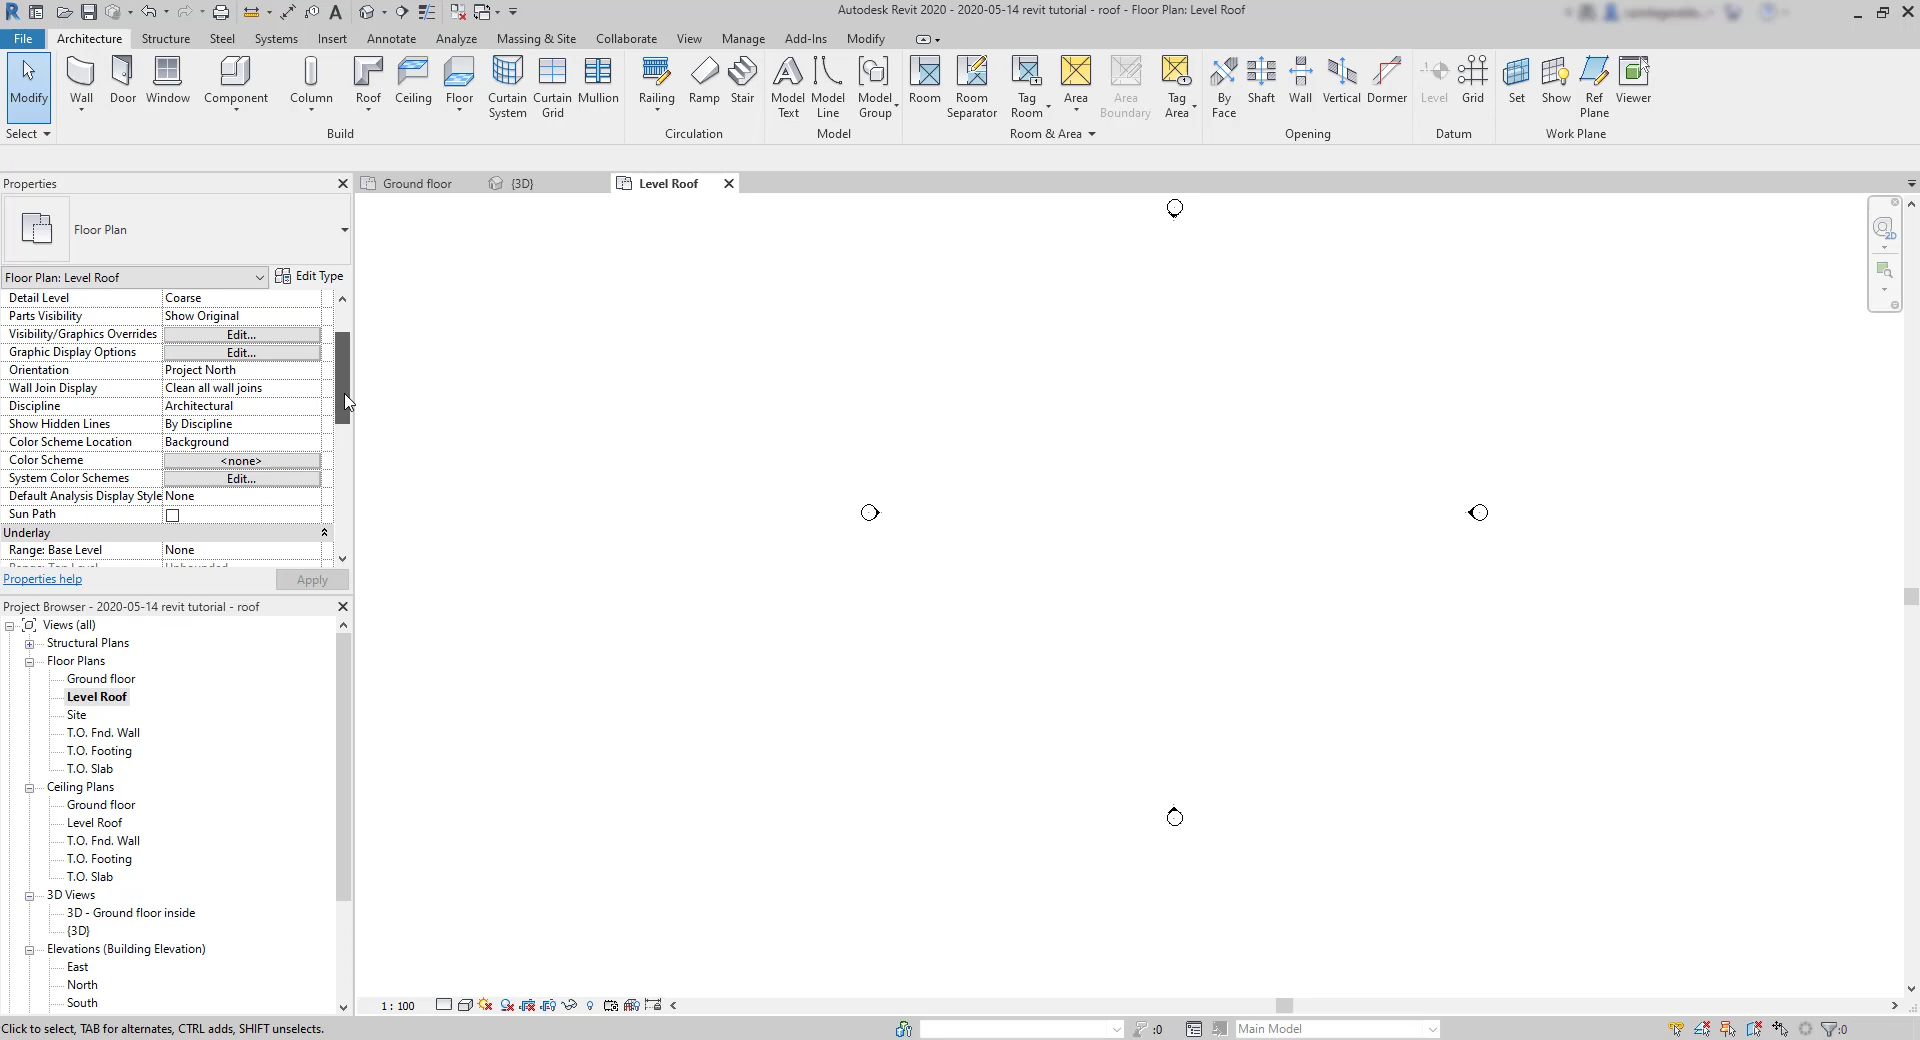 Autodesk Revit 2020 - 2020-05-14 revit tutorial - roof - Floor Plan: Level Roof
File Architecture Structure Steel Systems Insert Annotate Analyze Massing & Site Collaborate View Manage Add-Ins Modify
Modify Wall Door Window Component Column Roof Ceiling Floor Curtain System Curtain Grid Mullion Railing Ramp Stair Model Text Model Line Model Group Room Room Separator Tag Room Area Area Boundary Tag Area By Face Shaft Wall Vertical Dormer Level Grid Set Show Ref Plane Viewer
Select Build Circulation Model Room & Area Opening Datum Work Plane
Properties
Ground floor {3D} Level Roof
Floor Plan
2D
Floor Plan: Level Roof Edit Type
Detail Level Coarse
Parts Visibility Show Original
Visibility/Graphics Overrides Edit...
Graphic Display Options Edit...
Orientation Project North
Wall Join Display Clean all wall joins
Discipline Architectural
Show Hidden Lines By Discipline
Color Scheme Location Background
Color Scheme <none>
System Color Schemes Edit...
Default Analysis Display Style None
Sun Path
Underlay
Range: Base Level None
Properties help Apply
Project Browser - 2020-05-14 revit tutorial - roof
Views (all)
Structural Plans
Floor Plans
Ground floor
Level Roof
Site
T.O. Fnd. Wall
T.O. Footing
T.O. Slab
Ceiling Plans
Ground floor
Level Roof
T.O. Fnd. Wall
T.O. Footing
T.O. Slab
3D Views
3D - Ground floor inside
{3D}
Elevations (Building Elevation)
East
North
South
1 : 100
Click to select, TAB for alternates, CTRL adds, SHIFT unselects. :0 Main Model :0